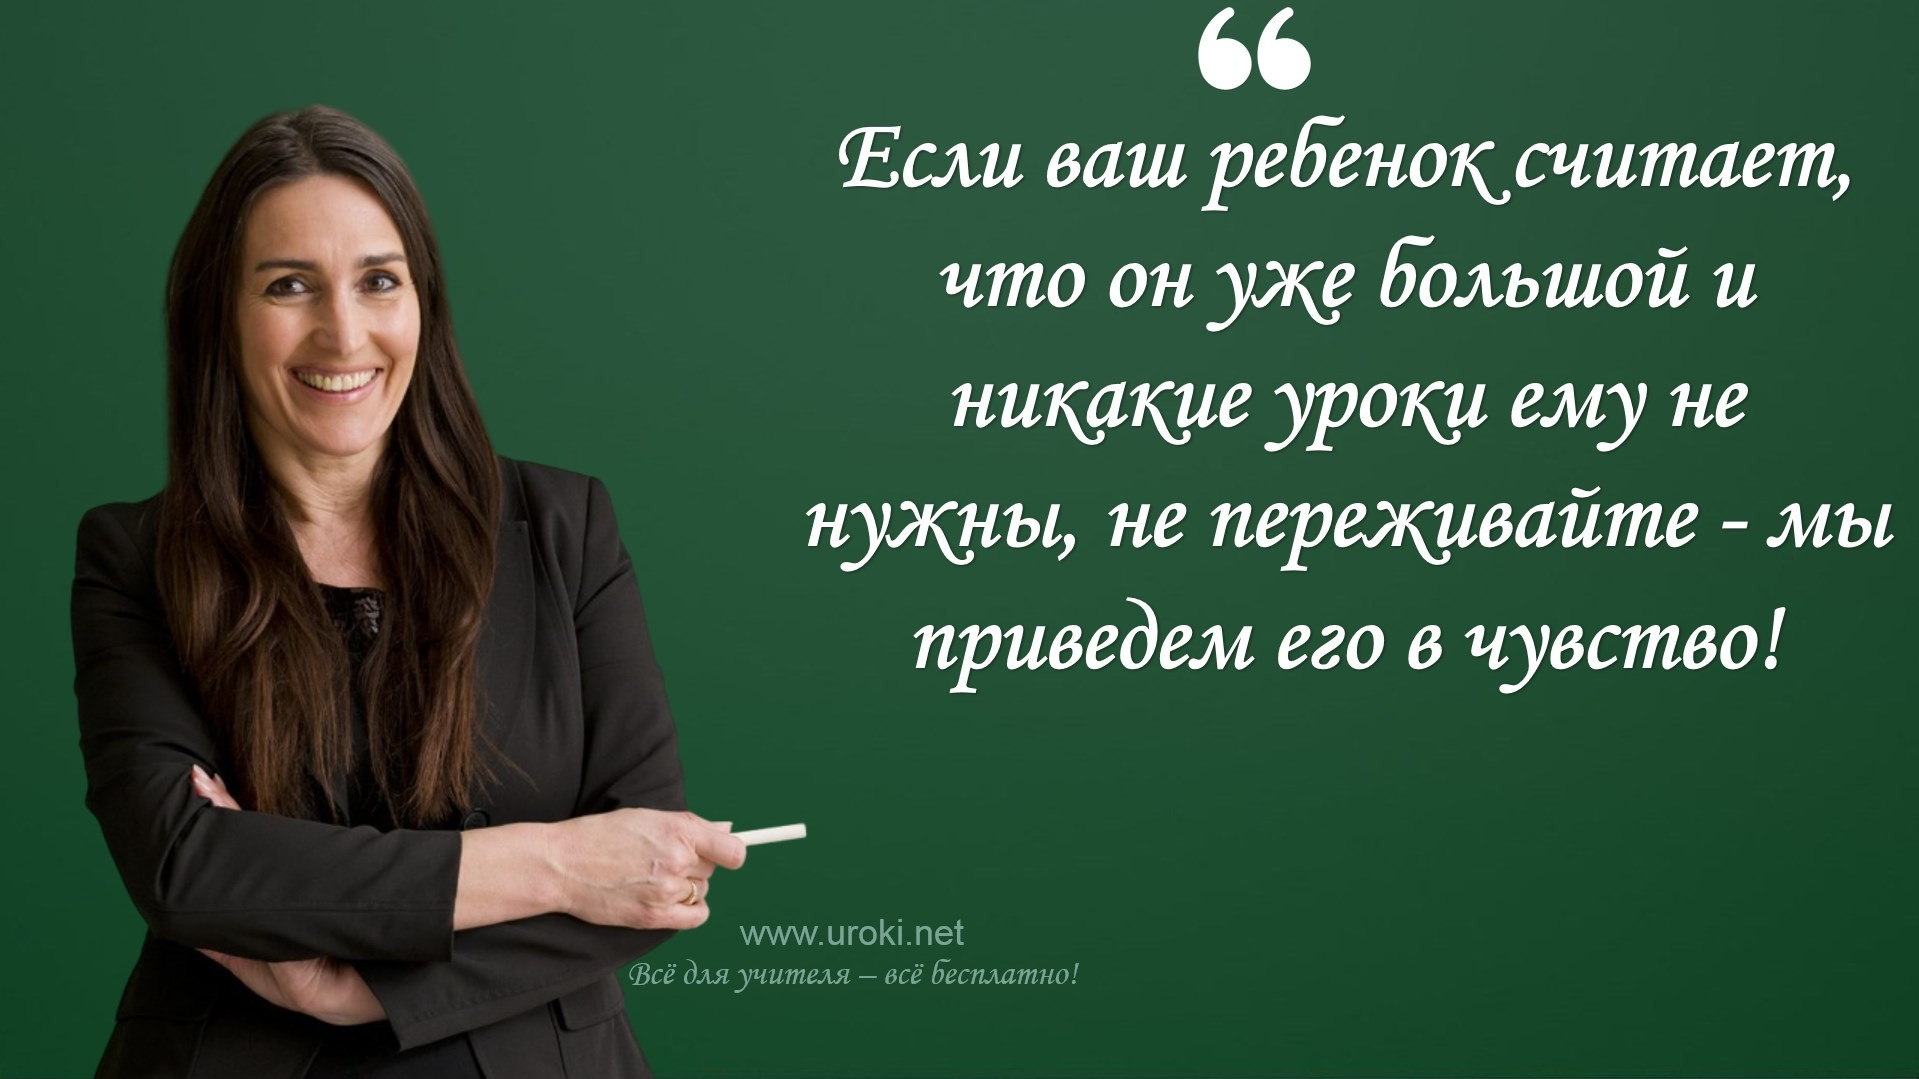 Если ваш ребенок считает,
что он уже большой и
никакие уроки ему не
нужны, не переживайте - мы
приведем его в чувство!
www.uroki.net
Всё для учителя – всё бесплатно!